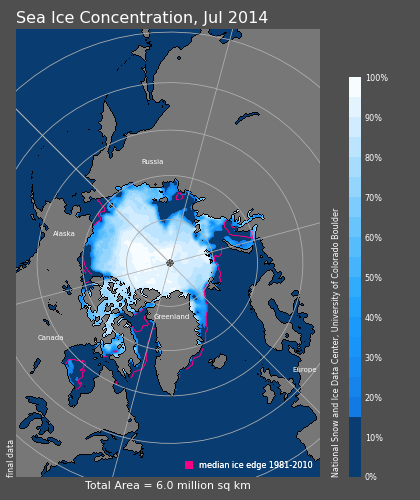 Sea Ice Concentration, Jul 2014
Russia
Alaska
Greenland
Canada
Europe
median ice edge 1981-2010
Total Area = 6.0 million sq km
final data
100%
90%
80%
70%
60%
50%
40%
30%
20%
10%
0%
National Snow and Ice Data Center, University of Colorado Boulder